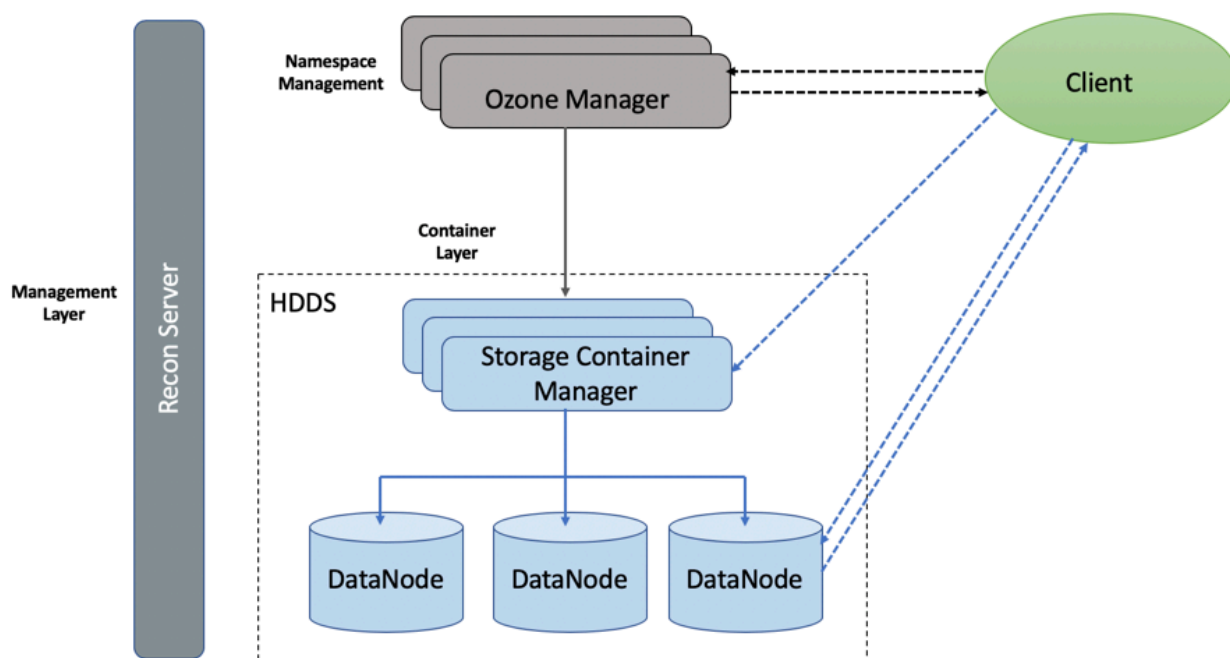 Namespace
Management
Ozone Manager
Client
Container
Layer
Management
Layer
Recon Server
HDDS
Storage Container
Manager
DataNode
DataNode
DataNode